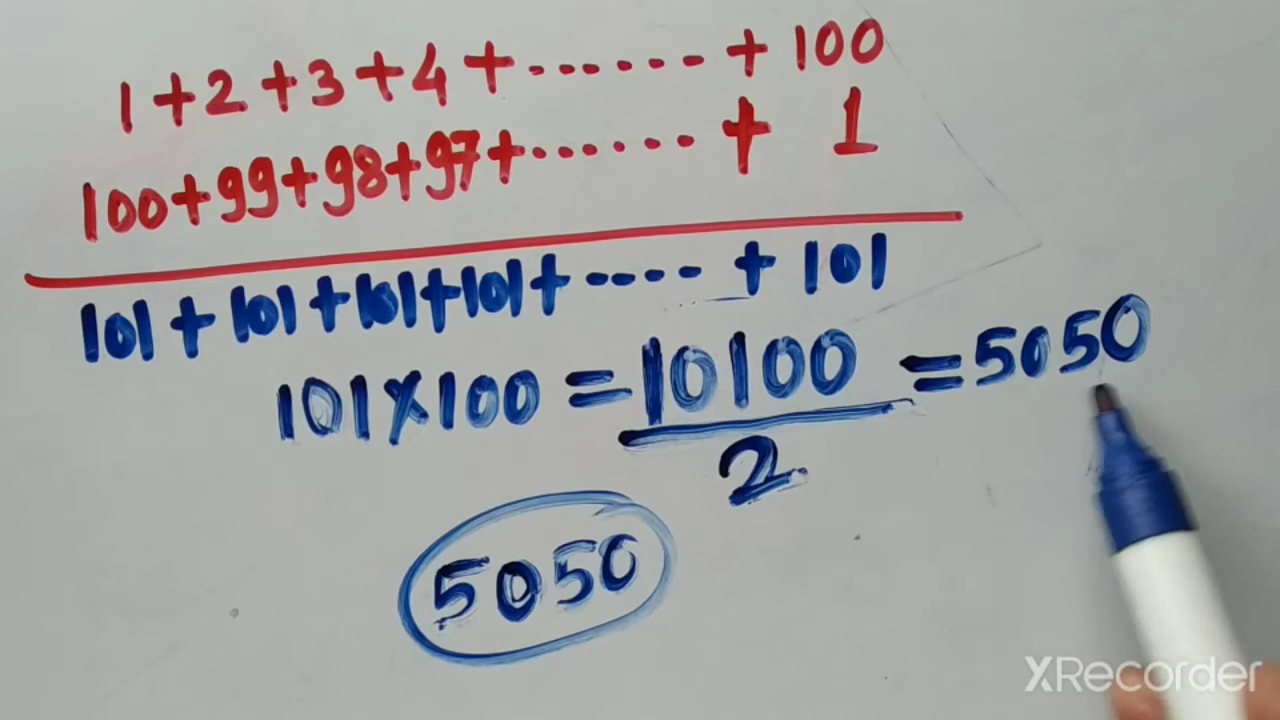 1+2+3+4+.......+ 100
100+99+98+97+.......+ 1
101+101+101+101+.....+ 101
101×100 = 10100/2 = 5050
5050
XRecorder